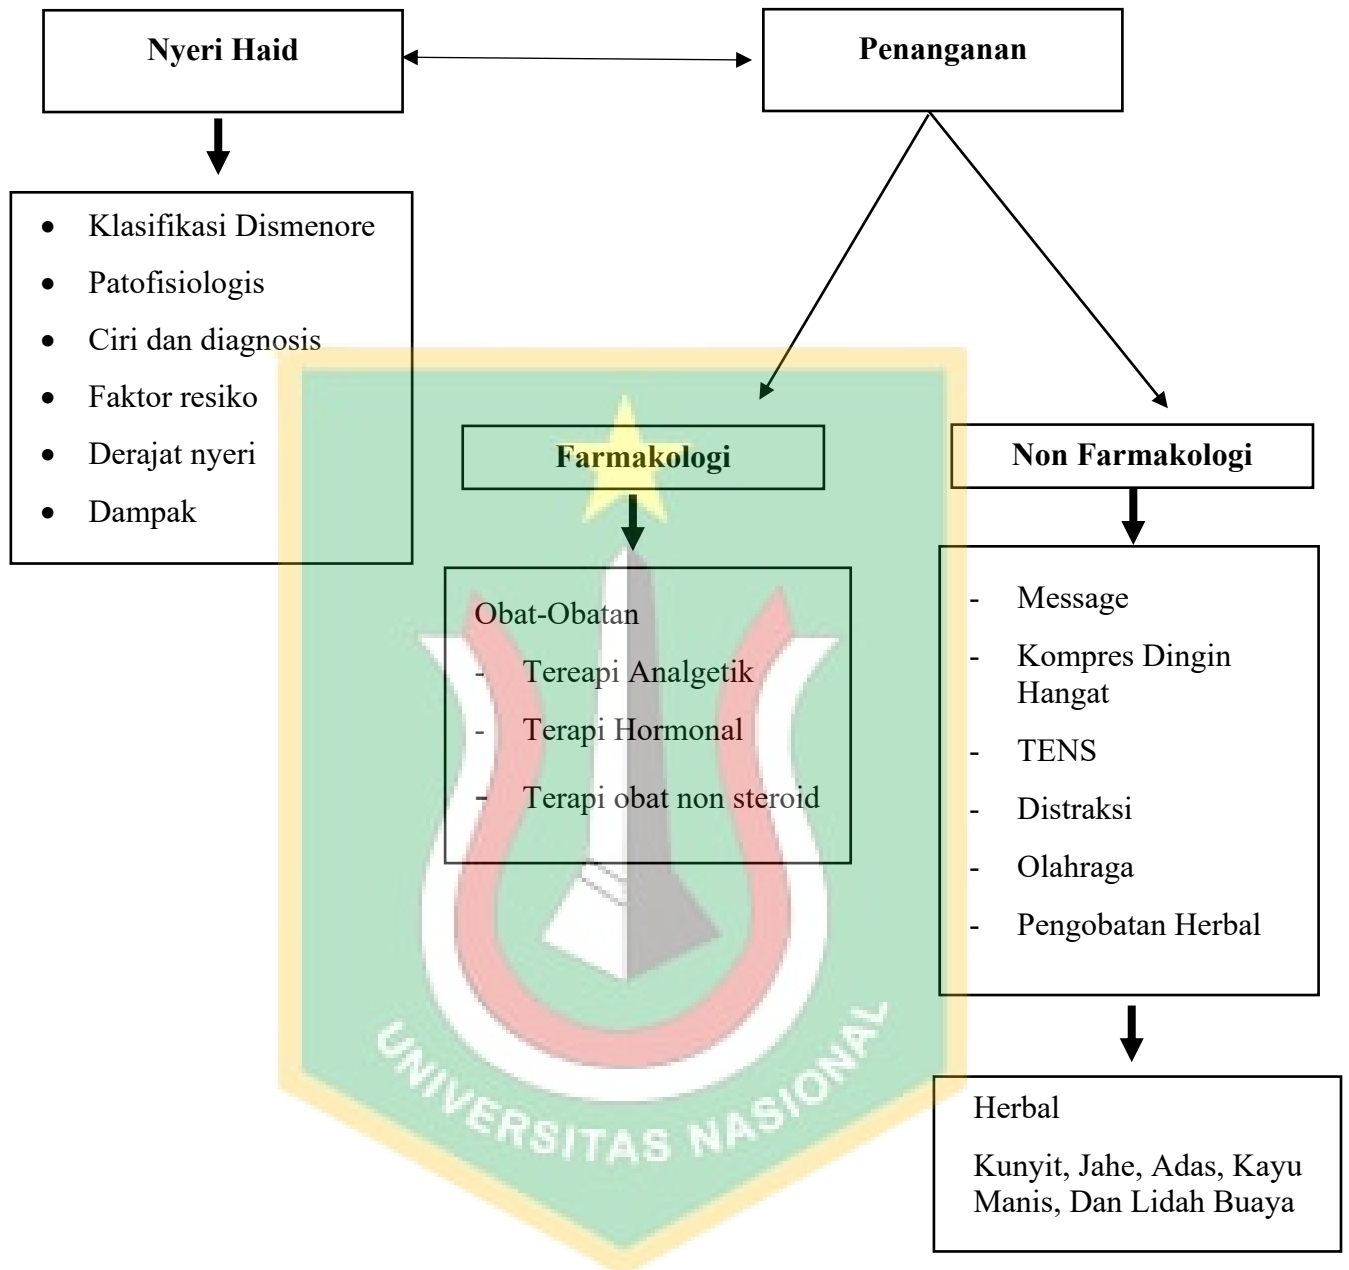 Nyeri Haid
Penanganan
• Klasifikasi Dismenore
• Patofisiologis
• Ciri dan diagnosis
• Faktor resiko
• Derajat nyeri
• Dampak
Farmakologi
Non Farmakologi
Obat-Obatan
- Tereapi Analgetik
- Terapi Hormonal
- Terapi obat non steroid
- Message
- Kompres Dingin
Hangat
- TENS
- Distraksi
- Olahraga
- Pengobatan Herbal
Herbal
Kunyit, Jahe, Adas, Kayu
Manis, Dan Lidah Buaya
UNIVERSITAS NASIONAL